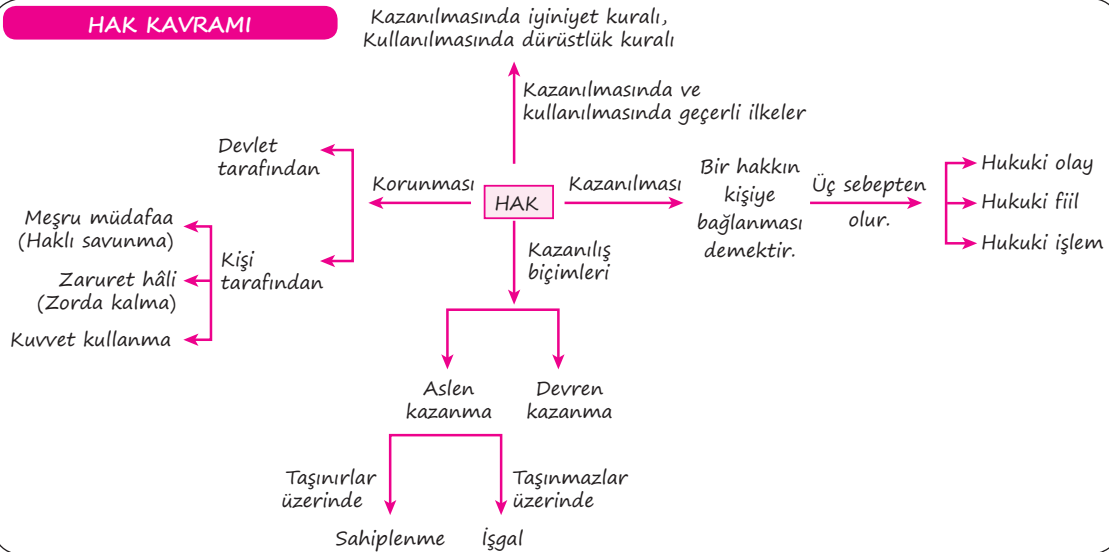 HAK KAVRAMI
Kazanılmasında iyiniyet kuralı,
Kullanılmasında dürüstlük kuralı
Kazanılmasında ve
kullanılmasında geçerli ilkeler
Devlet
tarafından
Korunması
HAK
Kazanılması
Bir hakkın
kişiye
bağlanması
demektir.
Üç sebepten
olur.
Hukuki olay
Hukuki fiil
Hukuki işlem
Meşru müdafaa
(Haklı savunma)
Zaruret hâli
(Zorda kalma)
Kuvvet kullanma
Kişi
tarafından
Kazanılış
biçimleri
Aslen
kazanma
Devren
kazanma
Taşınırlar
üzerinde
Taşınmazlar
üzerinde
Sahiplenme
İşgal